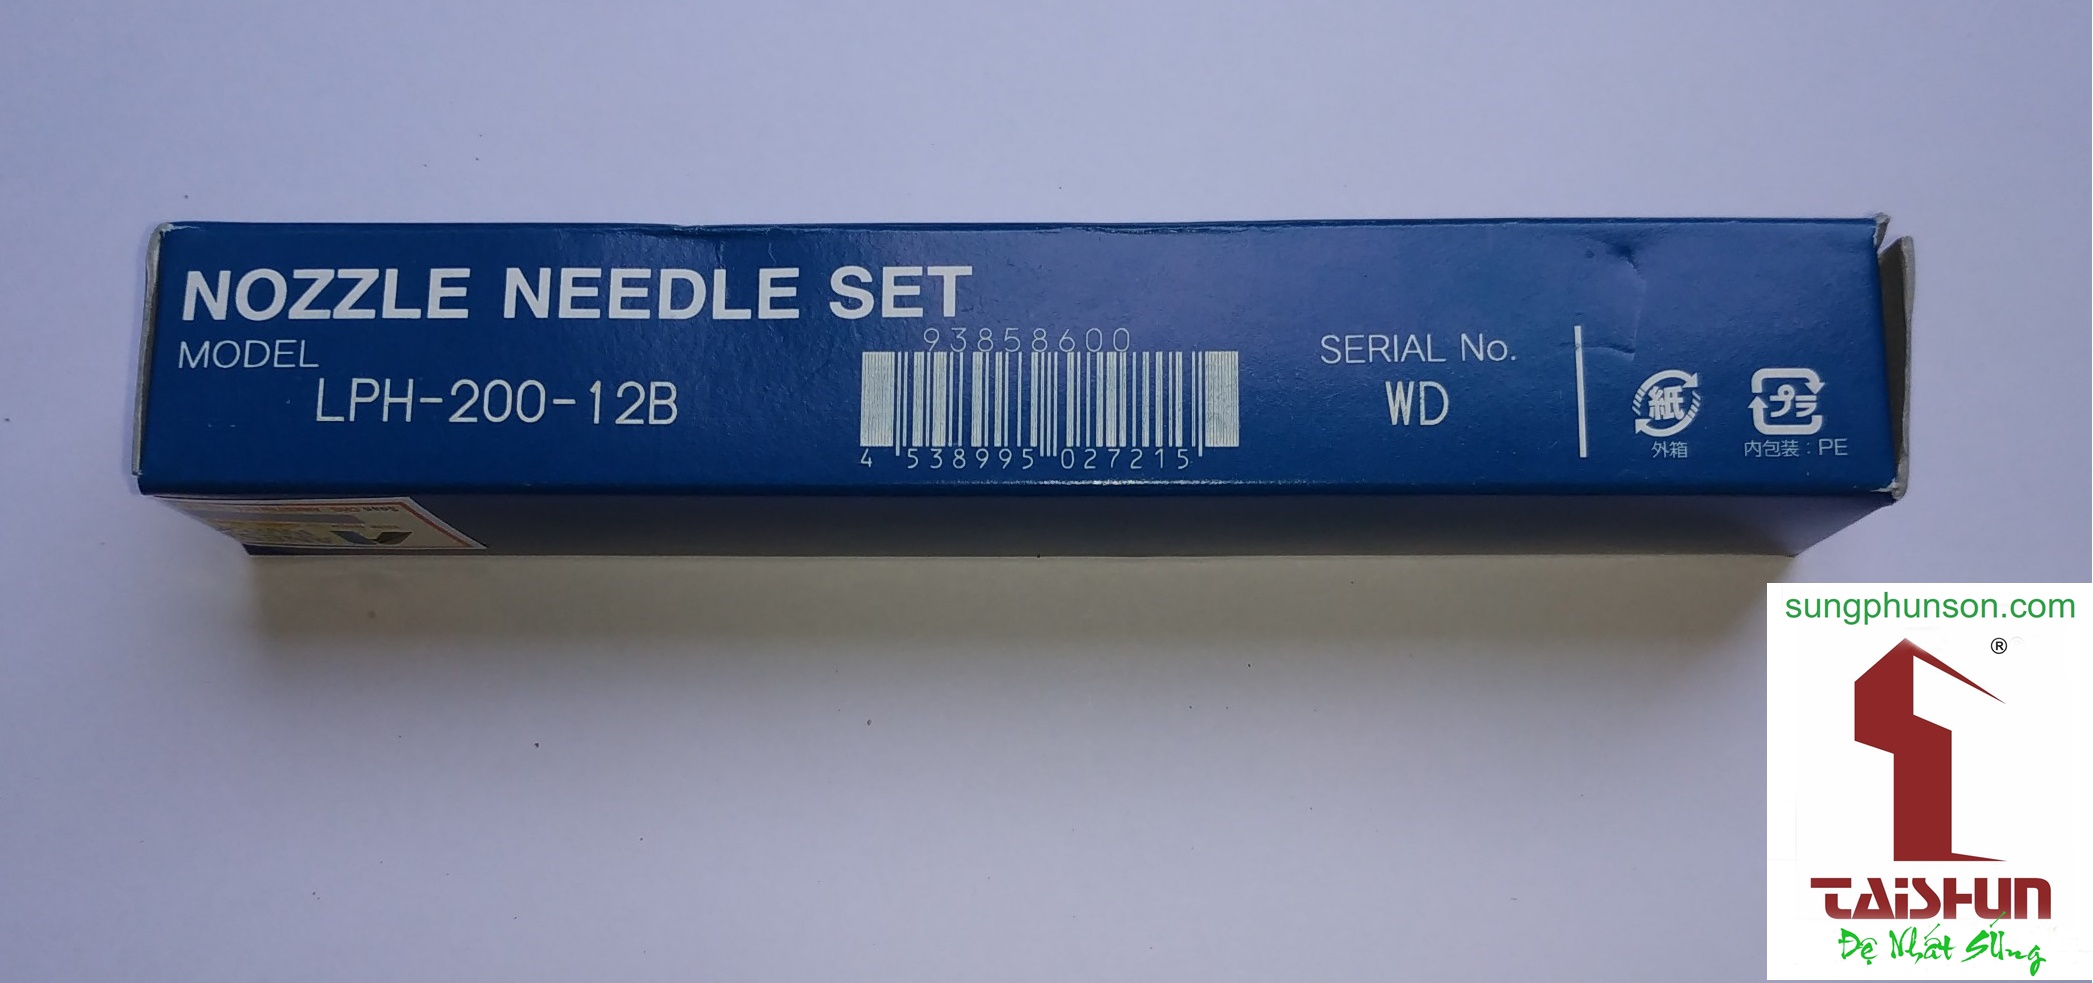 NOZZLE NEEDLE SET
93858600
MODEL
LPH-200-12B
4 538995 027215
SERIAL No.
WD
紙
外箱
プラ
内包装：PE
sungphunson.com
®
TAiSHUN
Đệ Nhất Súng